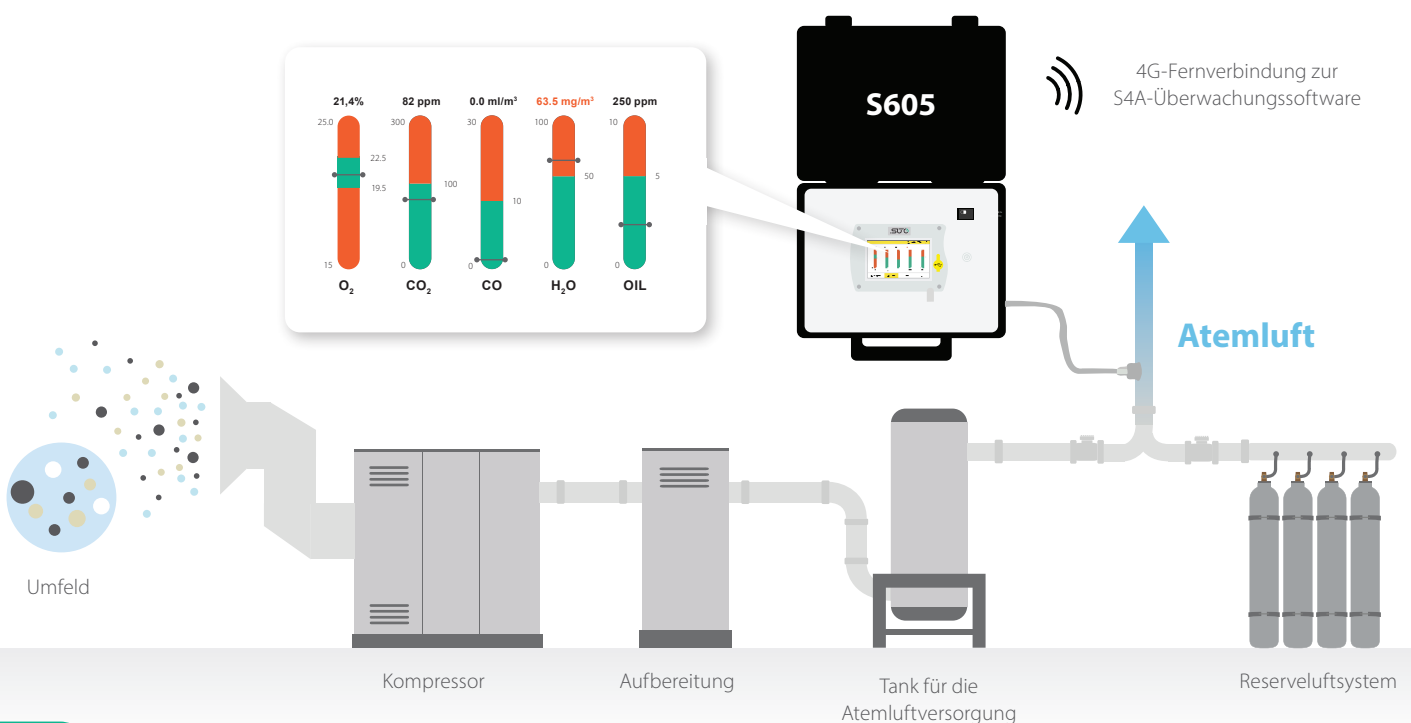 21,4%
82 ppm
0.0 ml/m³
63.5 mg/m³
250 ppm
25.0
22.5
19.5
15
300
100
0
30
10
0
100
50
0
10
5
0
O₂
CO₂
CO
H₂O
OIL
S605
4G-Fernverbindung zur
S4A-Überwachungssoftware
SUTO
Atemluft
Umfeld
Kompressor
Aufbereitung
Tank für die
Atemluftversorgung
Reserveluftsystem